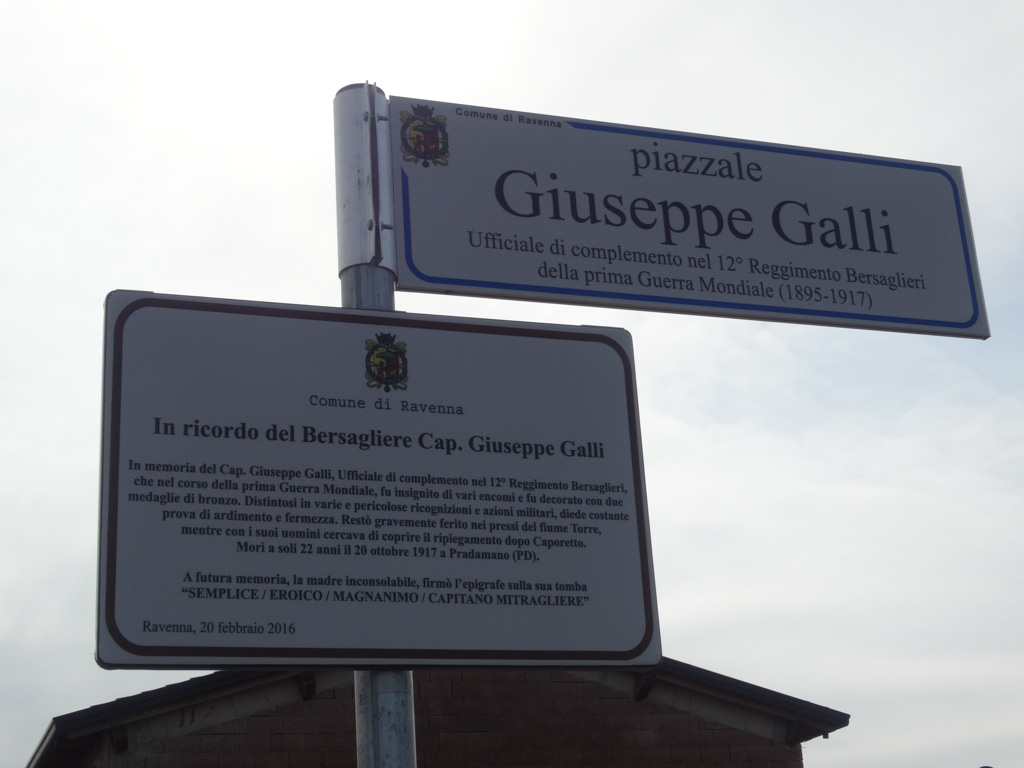 Comune di Ravenna
piazzale
Giuseppe Galli
Ufficiale di complemento nel 12° Reggimento Bersaglieri
della prima Guerra Mondiale (1895-1917)
Comune di Ravenna
In ricordo del Bersagliere Cap. Giuseppe Galli
In memoria del Cap. Giuseppe Galli, Ufficiale di complemento nel 12° Reggimento Bersaglieri,
che nel corso della prima Guerra Mondiale, fu insignito di vari encomi e fu decorato con due
medaglie di bronzo. Distintosi in varie e pericolose ricognizioni e azioni militari, diede costante
prova di ardimento e fermezza. Restò gravemente ferito nei pressi del fiume Torre,
mentre con i suoi uomini cercava di coprire il ripiegamento dopo Caporetto.
Morì a soli 22 anni il 20 ottobre 1917 a Pradamano (PD).
A futura memoria, la madre inconsolabile, firmò l'epigrafe sulla sua tomba
“SEMPLICE / EROICO / MAGNANIMO / CAPITANO MITRAGLIERE”
Ravenna, 20 febbraio 2016